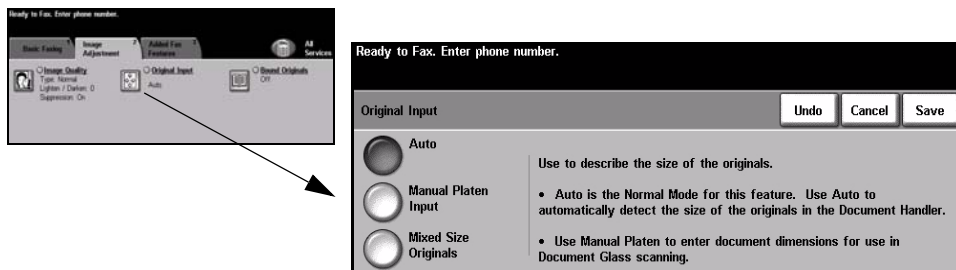 Ready to Fax. Enter phone number.
Basic Faxing
Image Adjustment
2
Added Fax Features
3
All Services
Image Quality
Type: Normal
Lighten / Darken: 0
Suppression: On
Original Input
Auto
Bound Originals
Off
Ready to Fax. Enter phone number.
Original Input
Undo
Cancel
Save
Auto
Manual Platen
Input
Mixed Size
Originals
Use to describe the size of the originals.
• Auto is the Normal Mode for this feature. Use Auto to
automatically detect the size of the originals in the Document Handler.
• Use Manual Platen to enter document dimensions for use in
Document Glass scanning.